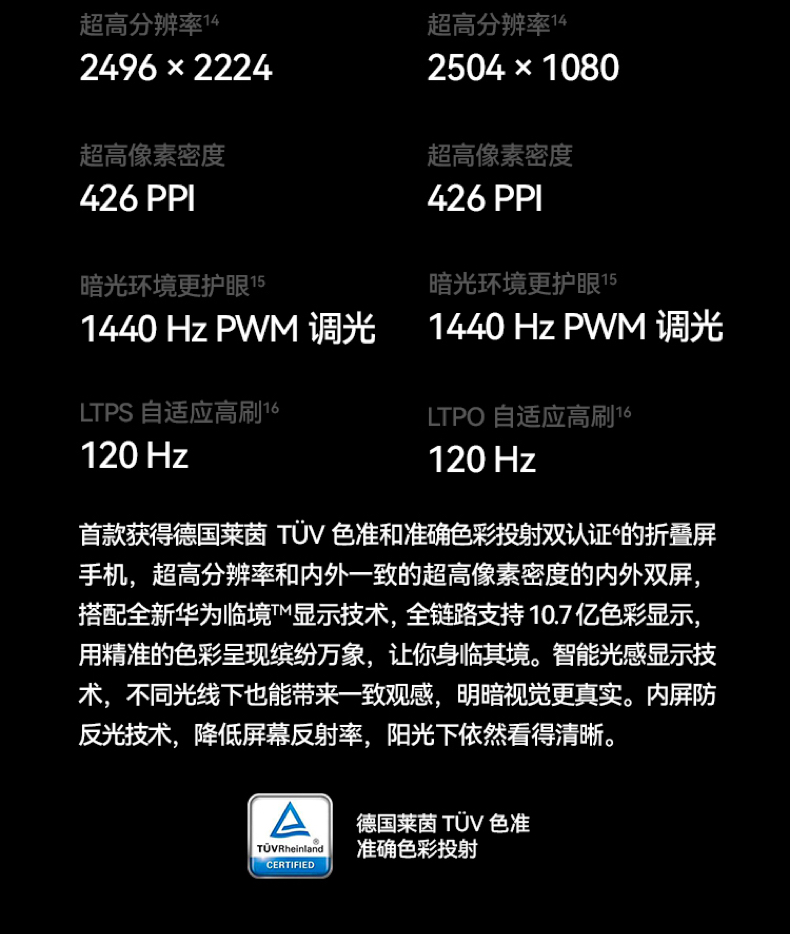 超高分辨率14 超高分辨率14
2496 × 2224 2504 × 1080
超高像素密度 超高像素密度
426 PPI 426 PPI
暗光环境更护眼15 暗光环境更护眼15
1440 Hz PWM 调光 1440 Hz PWM 调光
LTPS 自适应高刷16 LTPO 自适应高刷16
120 Hz 120 Hz
首款获得德国莱茵 TÜV 色准和准确色彩投射双认证6的折叠屏
手机，超高分辨率和内外一致的超高像素密度的内外双屏，
搭配全新华为临境™显示技术，全链路支持 10.7 亿色彩显示，
用精准的色彩呈现缤纷万象，让你身临其境。智能光感显示技
术，不同光线下也能带来一致观感，明暗视觉更真实。内屏防
反光技术，降低屏幕反射率，阳光下依然看得清晰。
TÜVRheinland®
CERTIFIED
德国莱茵 TÜV 色准
准确色彩投射